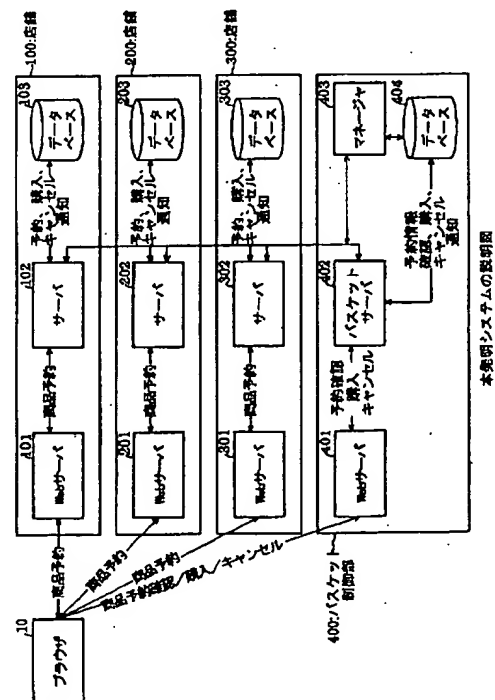 10
ブラウザ
商品予約
商品予約
商品予約
商品予約確認/購入/キャンセル
100:店舗
101
Webサーバ
商品予約
102
サーバ
予約、購入、
キャンセル
通知
103
データ
ベース
200:店舗
201
Webサーバ
商品予約
202
サーバ
予約、購入、
キャンセル
通知
203
データ
ベース
300:店舗
301
Webサーバ
商品予約
302
サーバ
予約、購入、
キャンセル
通知
303
データ
ベース
400:バスケット
制御部
401
Webサーバ
予約確認
購入
キャンセル
402
バスケット
サーバ
403
マネージャ
予約情報
確認、購入、
キャンセル
通知
404
データ
ベース
本発明システムの説明図